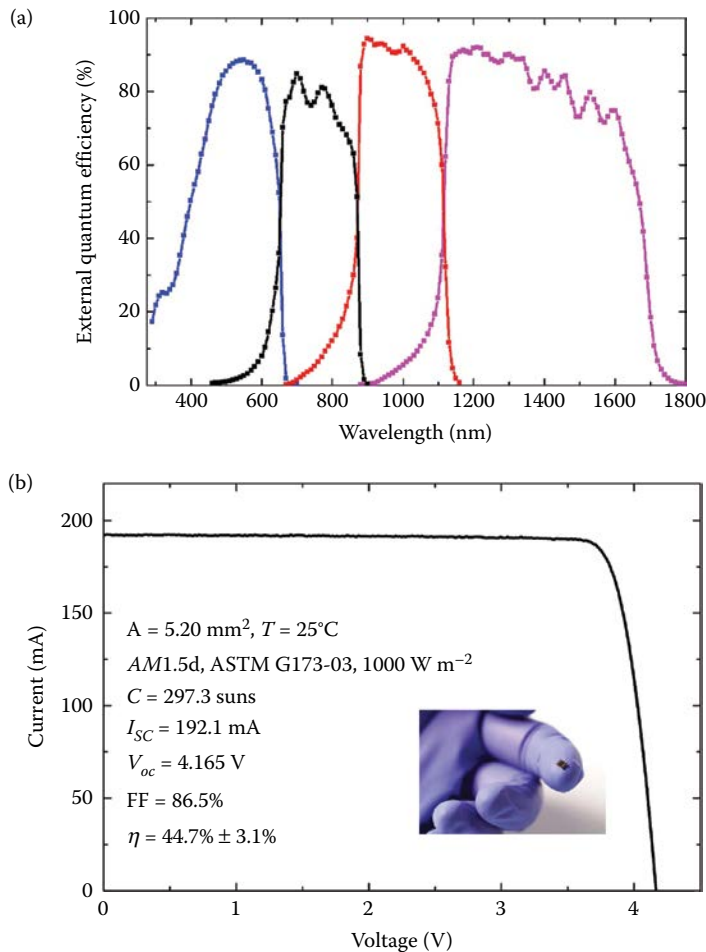 (a)
100
80
60
40
20
0
External quantum efficiency (%)
400 600 800 1000 1200 1400 1600 1800
Wavelength (nm)
(b)
200
150
100
50
0
Current (mA)
A = 5.20 mm², T = 25°C
AM1.5d, ASTM G173-03, 1000 W m⁻²
C = 297.3 suns
I_SC = 192.1 mA
V_oc = 4.165 V
FF = 86.5%
η = 44.7% ± 3.1%
0 1 2 3 4
Voltage (V)